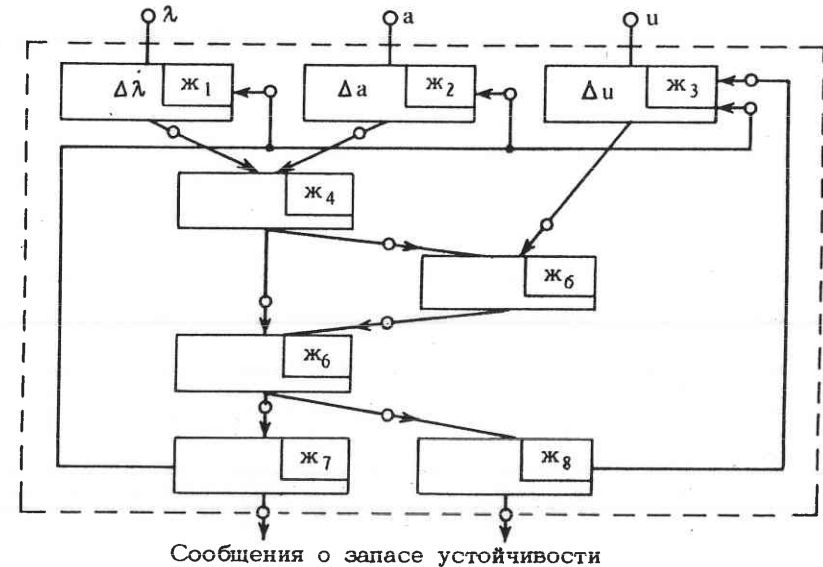 λ a u
Δλ ж1 Δa ж2 Δu ж3
ж4
ж6
ж6
ж7 ж8
Сообщения о запасе устойчивости